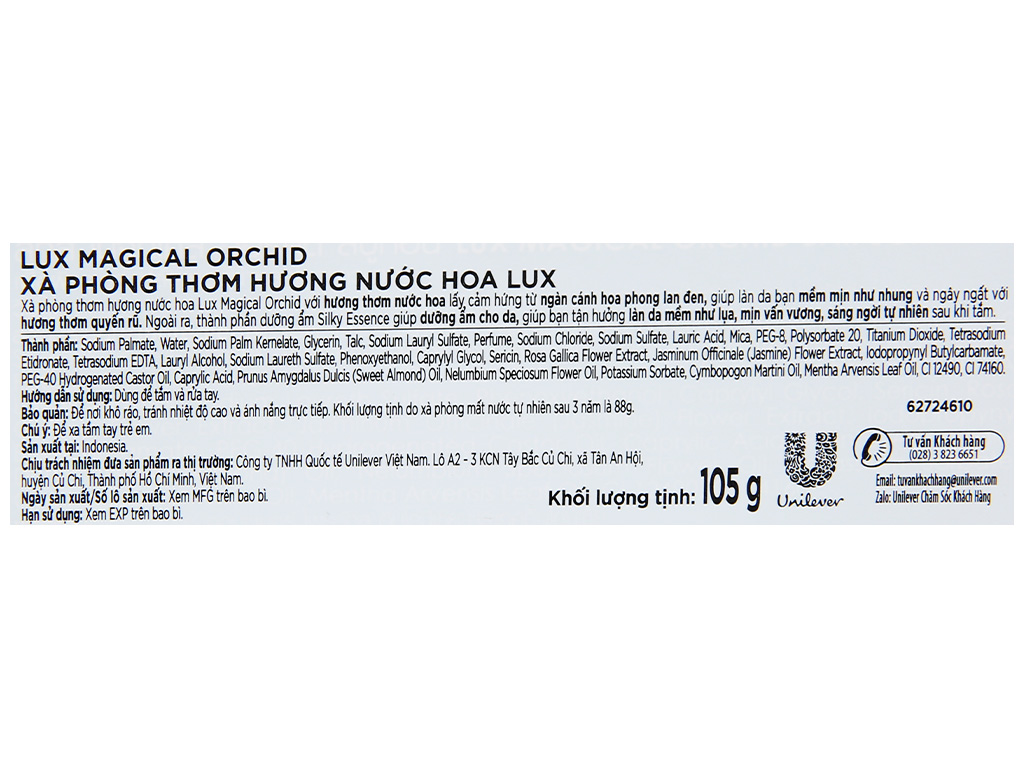 LUX MAGICAL ORCHID
XÀ PHÒNG THƠM HƯƠNG NƯỚC HOA LUX
Xà phòng thơm hương nước hoa Lux Magical Orchid với hương thơm nước hoa lấy cảm hứng từ ngàn cánh hoa phong lan đen, giúp làn da bạn mềm mịn như nhung và ngây ngất với
hương thơm quyến rũ. Ngoài ra, thành phần dưỡng ẩm Silky Essence giúp dưỡng ẩm cho da, giúp bạn tận hưởng làn da mềm như lụa, mịn vấn vương, sáng ngời tự nhiên sau khi tắm.
Thành phần: Sodium Palmate, Water, Sodium Palm Kernelate, Glycerin, Talc, Sodium Lauryl Sulfate, Perfume, Sodium Chloride, Sodium Sulfate, Lauric Acid, Mica, PEG-8, Polysorbate 20, Titanium Dioxide, Tetrasodium
Etidronate, Tetrasodium EDTA, Lauryl Alcohol, Sodium Laureth Sulfate, Phenoxyethanol, Caprylyl Glycol, Sericin, Rosa Gallica Flower Extract, Jasminum Officinale (Jasmine) Flower Extract, Iodopropynyl Butylcarbamate,
PEG-40 Hydrogenated Castor Oil, Caprylic Acid, Prunus Amygdalus Dulcis (Sweet Almond) Oil, Nelumbium Speciosum Flower Oil, Potassium Sorbate, Cymbopogon Martini Oil, Mentha Arvensis Leaf Oil, CI 12490, CI 74160.
Hướng dẫn sử dụng: Dùng để tắm và rửa tay.
Bảo quản: Để nơi khô ráo, tránh nhiệt độ cao và ánh nắng trực tiếp. Khối lượng tịnh do xà phòng mất nước tự nhiên sau 3 năm là 88g.
Chú ý: Để xa tầm tay trẻ em.
Sản xuất tại: Indonesia.
Chịu trách nhiệm đưa sản phẩm ra thị trường: Công ty TNHH Quốc tế Unilever Việt Nam. Lô A2 - 3 KCN Tây Bắc Củ Chi, xã Tân An Hội,
huyện Củ Chi, Thành phố Hồ Chí Minh, Việt Nam.
Ngày sản xuất/Số lô sản xuất: Xem MFG trên bao bì.
Hạn sử dụng: Xem EXP trên bao bì.
Khối lượng tịnh: 105 g
Unilever
62724610
Tư vấn Khách hàng
(028) 3 823 6651
Email: tuvankhachhang@unilever.com
Zalo: Unilever Chăm Sóc Khách Hàng